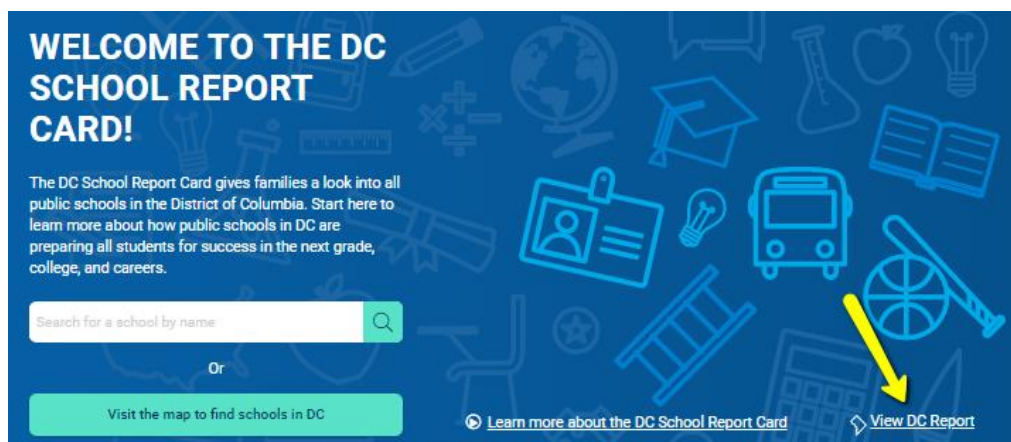 WELCOME TO THE DC
SCHOOL REPORT
CARD!
The DC School Report Card gives families a look into all
public schools in the District of Columbia. Start here to
learn more about how public schools in DC are
preparing all students for success in the next grade,
college, and careers.
Search for a school by name
Or
Visit the map to find schools in DC
Learn more about the DC School Report Card
View DC Report